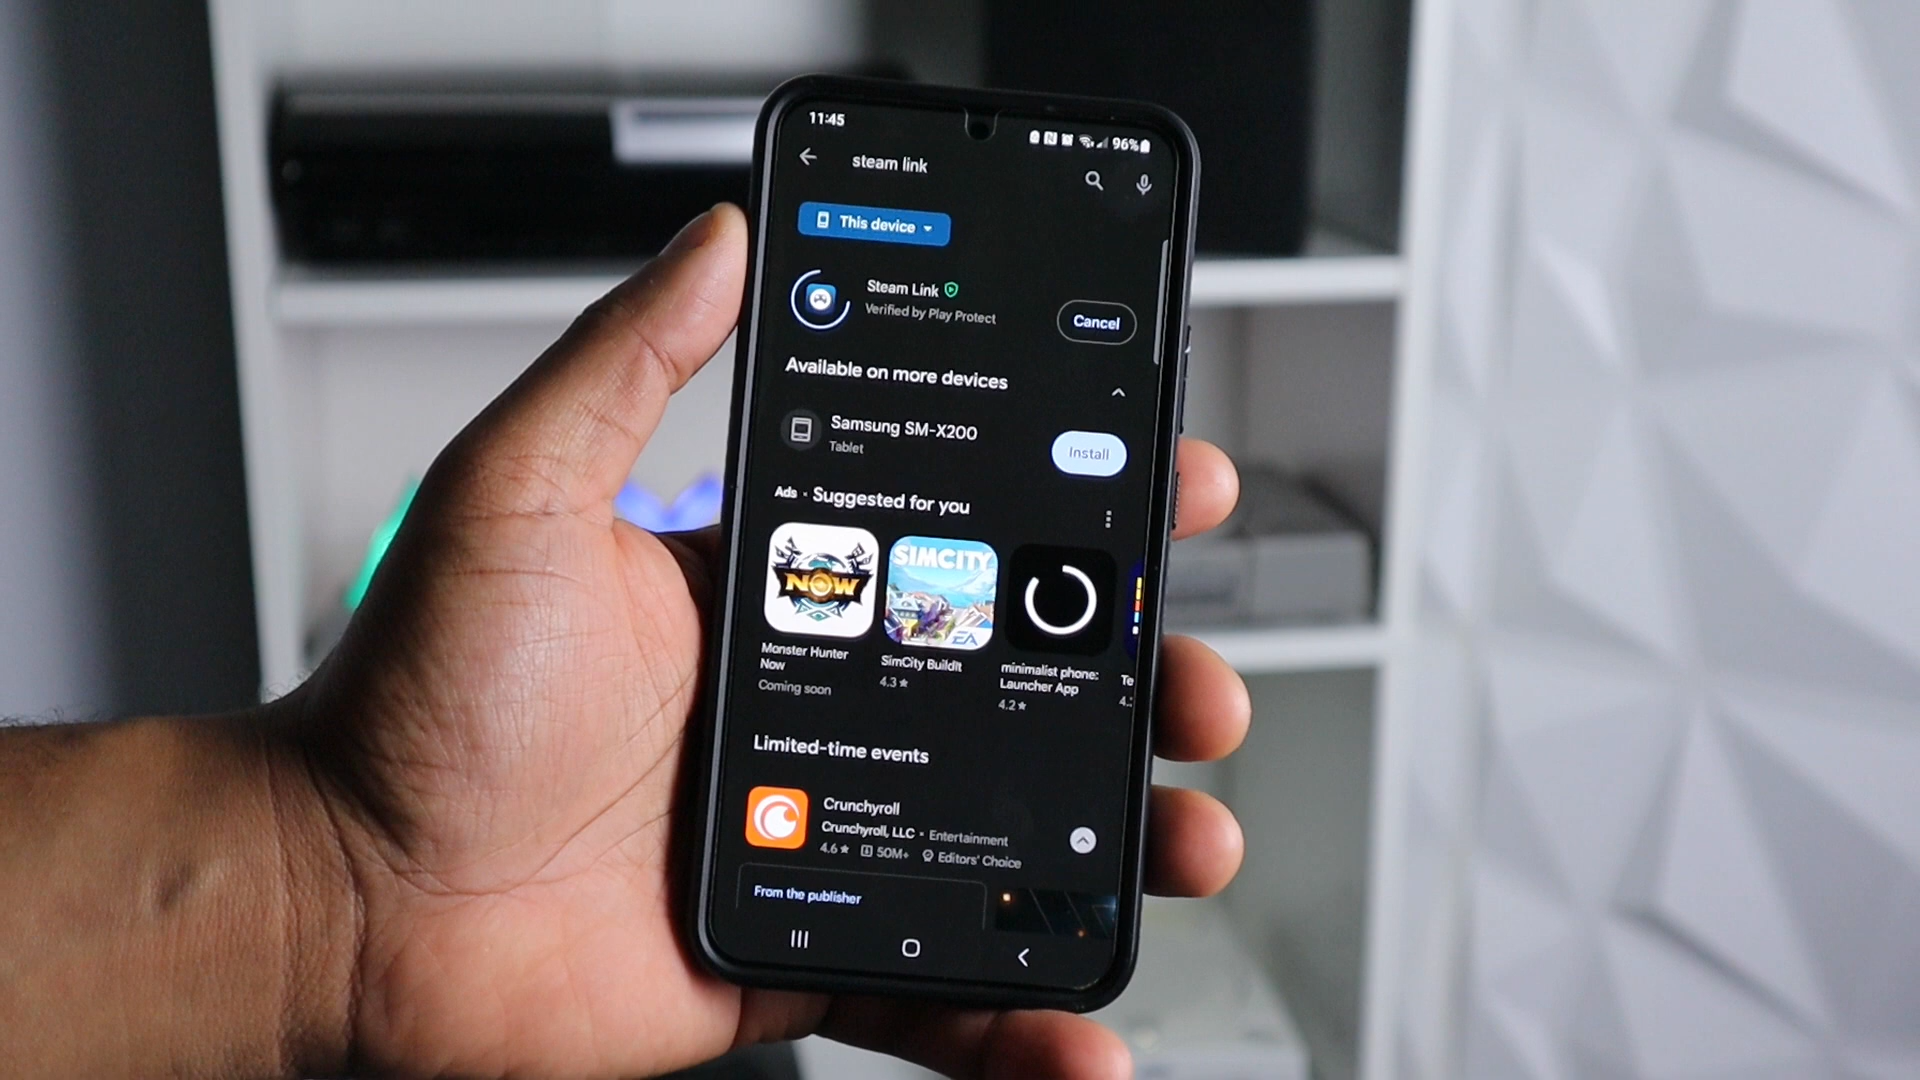 11:45
96%
steam link
This device
Steam Link
Verified by Play Protect
Cancel
Available on more devices
Samsung SM-X200
Tablet
Install
Ads • Suggested for you
NOW
SIMCITY
EA
Monster Hunter
Now
Coming soon
SimCity BuildIt
4.3★
minimalist phone:
Launcher App
4.2★
Te
4.
Limited-time events
Crunchyroll
Crunchyroll, LLC • Entertainment
4.6★ 50M+ Editors' Choice
From the publisher